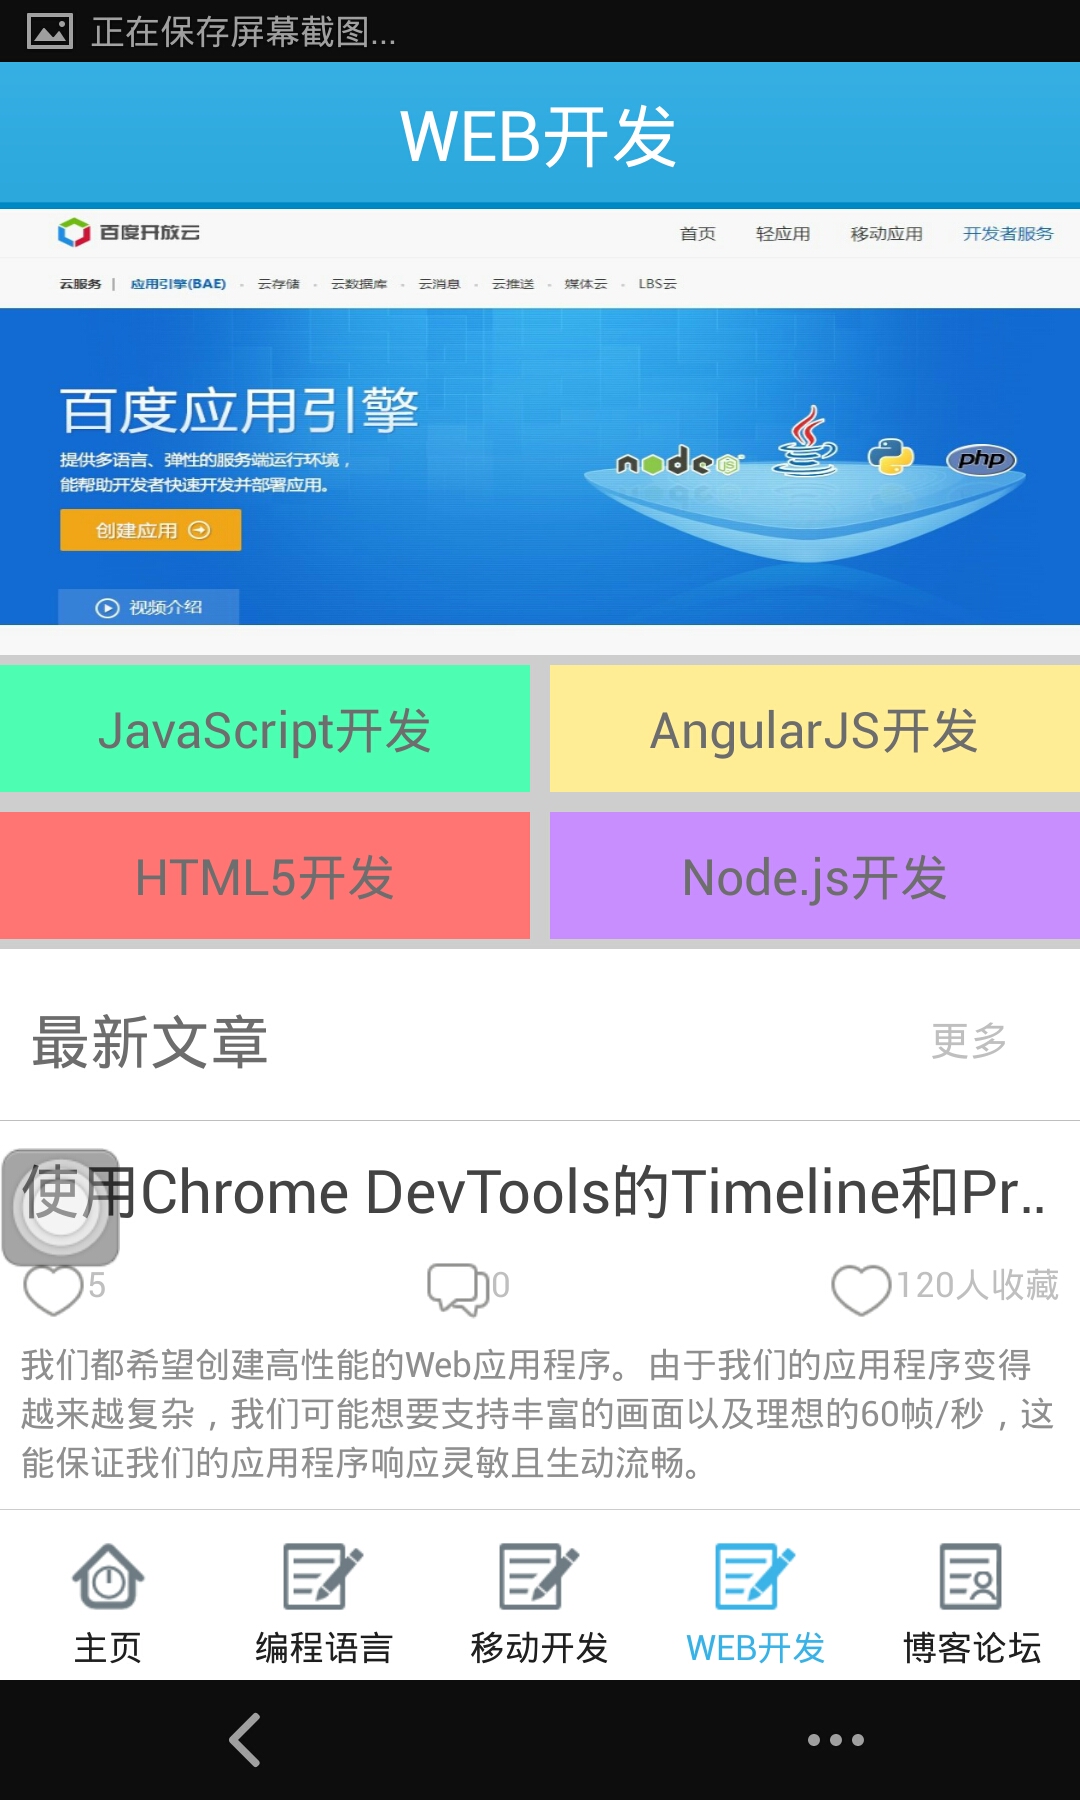 正在保存屏幕截图...
WEB开发
百度开放云
首页 轻应用 移动应用 开发者服务
云服务 | 应用引擎(BAE) 云存储 云数据库 云消息 云推送 媒体云 LBS云
百度应用引擎
提供多语言、弹性的服务端运行环境，
能帮助开发者快速开发并部署应用。
node js php
创建应用
视频介绍
JavaScript开发 AngularJS开发
HTML5开发 Node.js开发
最新文章 更多
使用Chrome DevTools的Timeline和Pr...
5 0 120人收藏
我们都希望创建高性能的Web应用程序。由于我们的应用程序变得
越来越复杂，我们可能想要支持丰富的画面以及理想的60帧/秒，这
能保证我们的应用程序响应灵敏且生动流畅。
主页 编程语言 移动开发 WEB开发 博客论坛